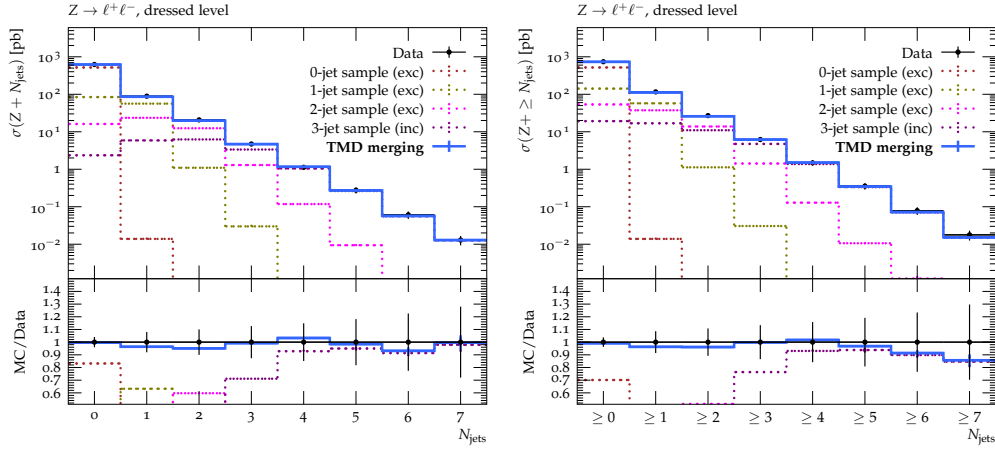 Z → ℓ⁺ℓ⁻, dressed level
σ(Z + N_jets) [pb]
10³
10²
10¹
1
10⁻¹
10⁻²
Data
0-jet sample (exc)
1-jet sample (exc)
2-jet sample (exc)
3-jet sample (inc)
TMD merging
MC/Data
1.4
1.3
1.2
1.1
1
0.9
0.8
0.7
0.6
0 1 2 3 4 5 6 7
N_jets
Z → ℓ⁺ℓ⁻, dressed level
σ(Z+ ≥ N_jets) [pb]
10³
10²
10¹
1
10⁻¹
10⁻²
Data
0-jet sample (exc)
1-jet sample (exc)
2-jet sample (exc)
3-jet sample (inc)
TMD merging
MC/Data
1.4
1.3
1.2
1.1
1
0.9
0.8
0.7
0.6
≥ 0 ≥ 1 ≥ 2 ≥ 3 ≥ 4 ≥ 5 ≥ 6 ≥ 7
N_jets